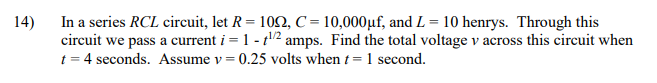 14) In a series RCL circuit, let R = 10Ω, C = 10,000μf, and L = 10 henrys. Through this
circuit we pass a current i = 1 - t^1/2 amps. Find the total voltage v across this circuit when
t = 4 seconds. Assume v = 0.25 volts when t = 1 second.